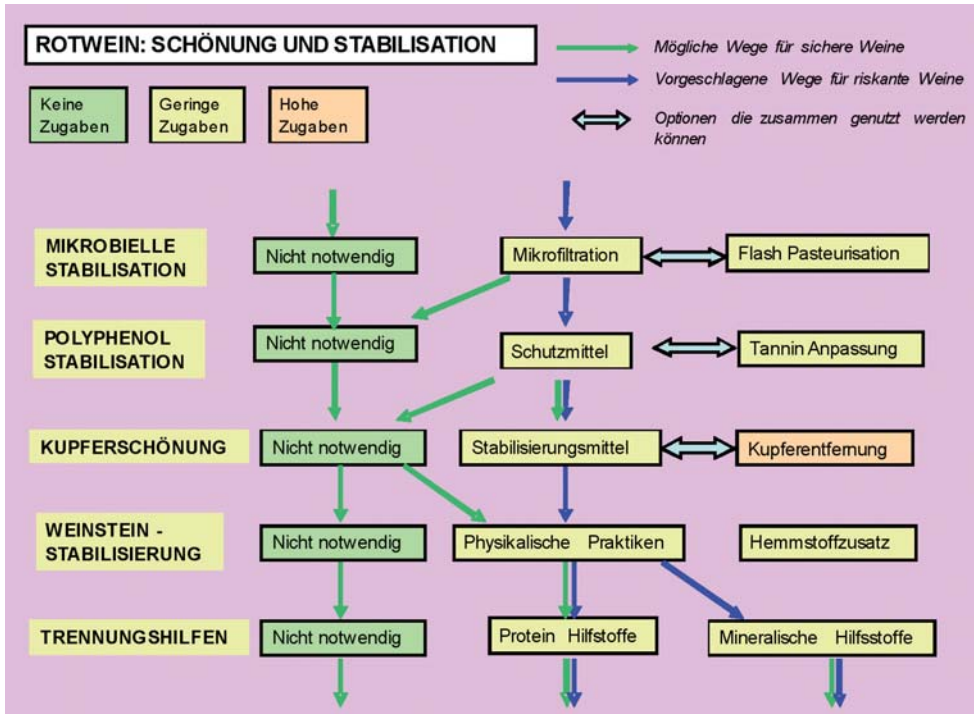 ROTWEIN: SCHÖNUNG UND STABILISATION
Mögliche Wege für sichere Weine
Vorgeschlagene Wege für riskante Weine
Optionen die zusammen genutzt werden
können
Keine
Zugaben
Geringe
Zugaben
Hohe
Zugaben
MIKROBIELLE
STABILISATION
Nicht notwendig
Mikrofiltration
Flash Pasteurisation
POLYPHENOL
STABILISATION
Nicht notwendig
Schutzmittel
Tannin Anpassung
KUPFERSCHÖNUNG
Nicht notwendig
Stabilisierungsmittel
Kupferentfernung
WEINSTEIN -
STABILISIERUNG
Nicht notwendig
Physikalische Praktiken
Hemmstoffzusatz
TRENNUNGSHILFEN
Nicht notwendig
Protein Hilfstoffe
Mineralische Hilfsstoffe